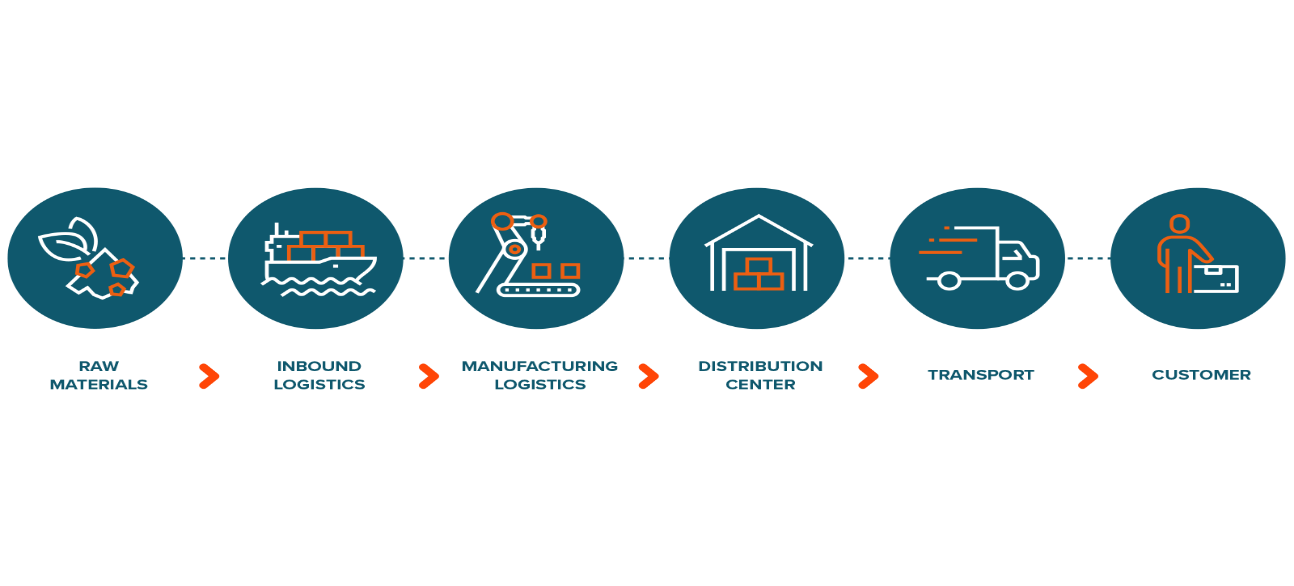 RAW
MATERIALS
INBOUND
LOGISTICS
MANUFACTURING
LOGISTICS
DISTRIBUTION
CENTER
TRANSPORT
CUSTOMER